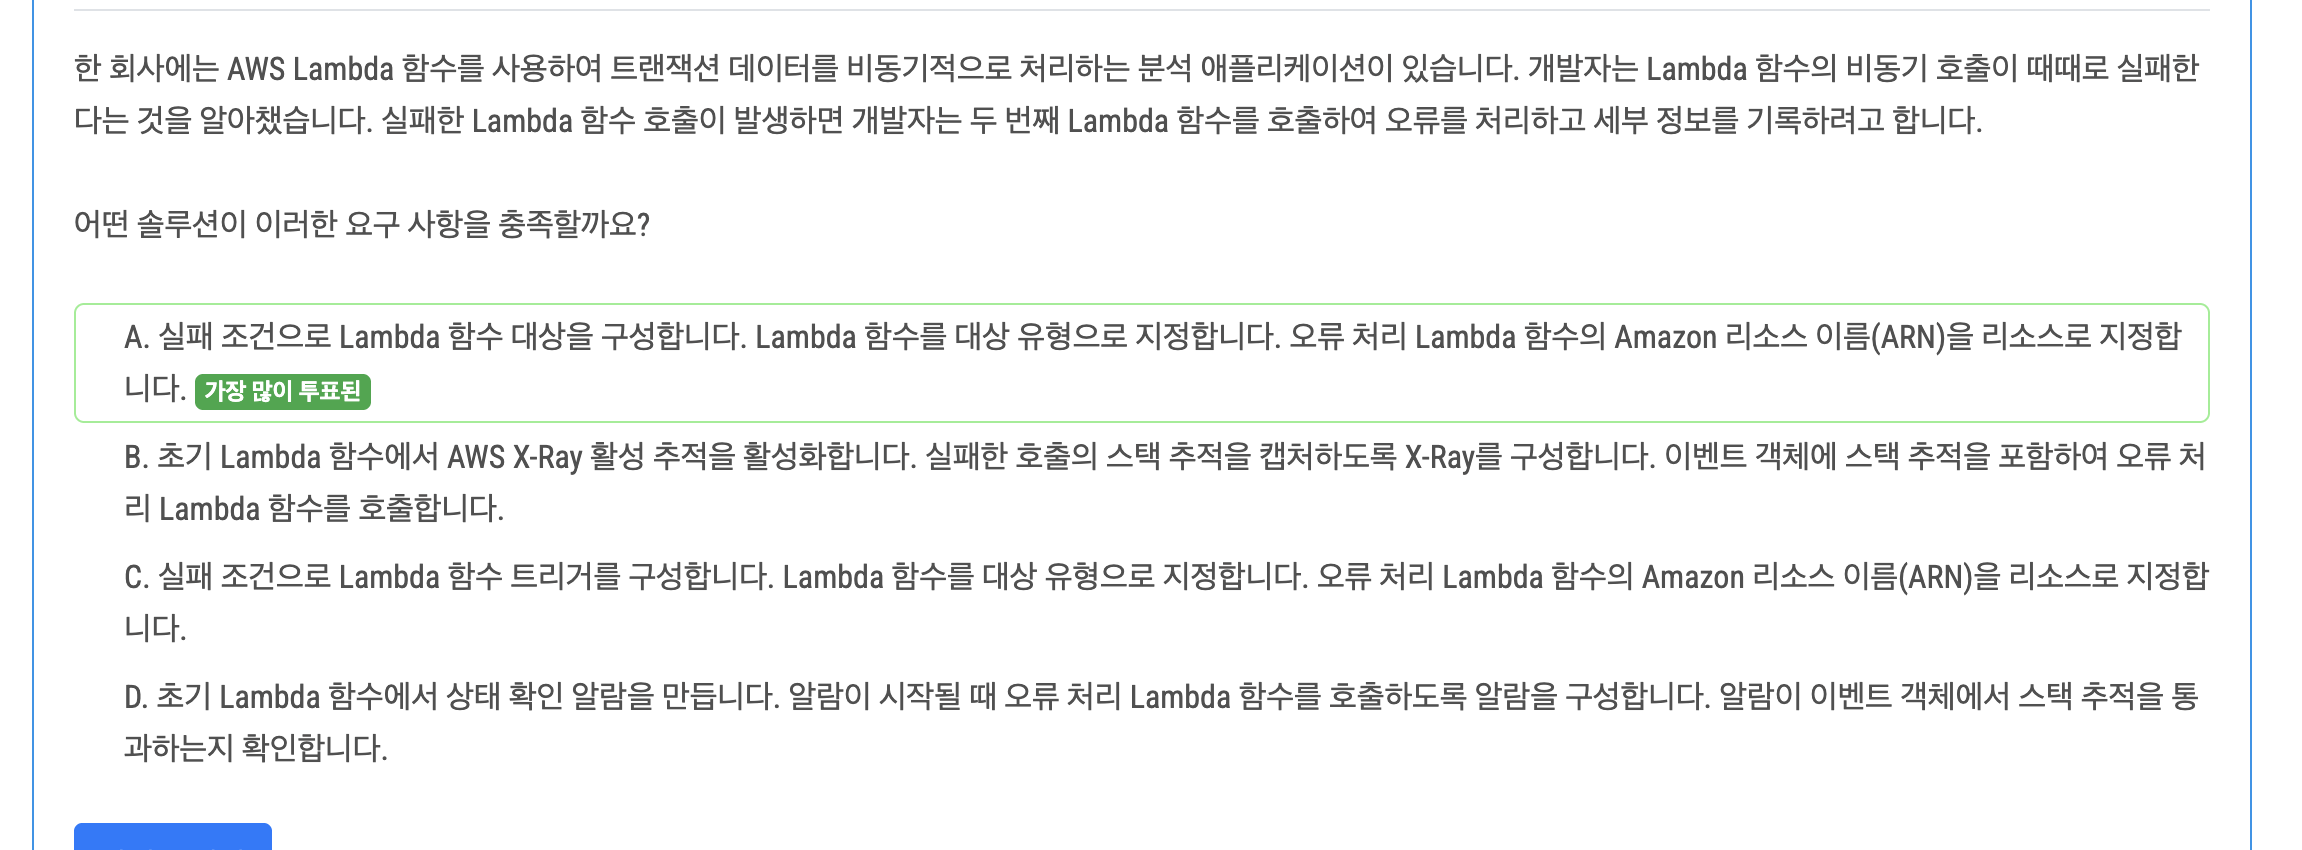 한 회사에는 AWS Lambda 함수를 사용하여 트랜잭션 데이터를 비동기적으로 처리하는 분석 애플리케이션이 있습니다. 개발자는 Lambda 함수의 비동기 호출이 때때로 실패한
다는 것을 알아챘습니다. 실패한 Lambda 함수 호출이 발생하면 개발자는 두 번째 Lambda 함수를 호출하여 오류를 처리하고 세부 정보를 기록하려고 합니다.
어떤 솔루션이 이러한 요구 사항을 충족할까요?
A. 실패 조건으로 Lambda 함수 대상을 구성합니다. Lambda 함수를 대상 유형으로 지정합니다. 오류 처리 Lambda 함수의 Amazon 리소스 이름(ARN)을 리소스로 지정합
니다. 가장 많이 투표된
B. 초기 Lambda 함수에서 AWS X-Ray 활성 추적을 활성화합니다. 실패한 호출의 스택 추적을 캡처하도록 X-Ray를 구성합니다. 이벤트 객체에 스택 추적을 포함하여 오류 처
리 Lambda 함수를 호출합니다.
C. 실패 조건으로 Lambda 함수 트리거를 구성합니다. Lambda 함수를 대상 유형으로 지정합니다. 오류 처리 Lambda 함수의 Amazon 리소스 이름(ARN)을 리소스로 지정합
니다.
D. 초기 Lambda 함수에서 상태 확인 알람을 만듭니다. 알람이 시작될 때 오류 처리 Lambda 함수를 호출하도록 알람을 구성합니다. 알람이 이벤트 객체에서 스택 추적을 통
과하는지 확인합니다.